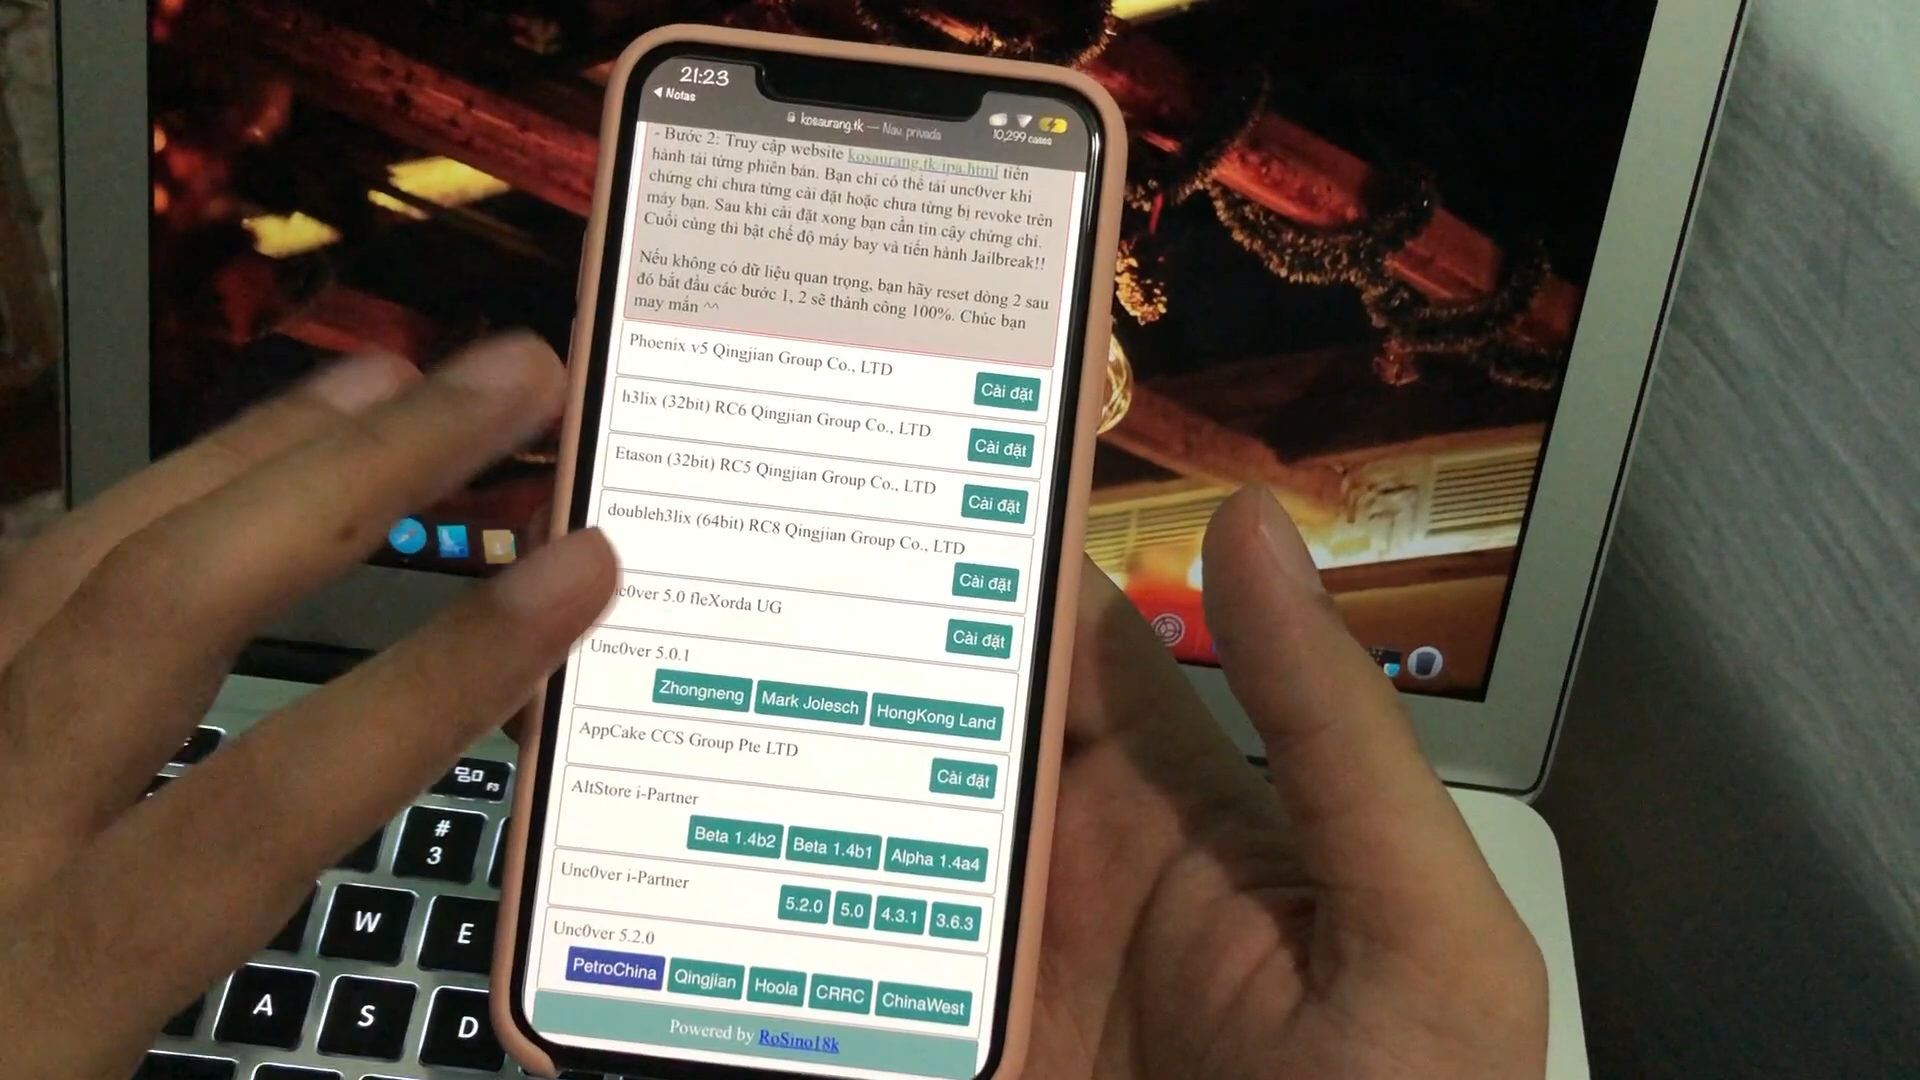 21:23
◀ Notas
kosaurang.tk — Nav. privada
10,299 cases
- Bước 2: Truy cập website kosaurang.tk/ipa.html tiến
hành tải từng phiên bản. Bạn chỉ có thể tải unc0ver khi
chứng chỉ chưa từng cài đặt hoặc chưa từng bị revoke trên
máy bạn. Sau khi cài đặt xong bạn cần tin cậy chứng chỉ.
Cuối cùng thì bật chế độ máy bay và tiến hành Jailbreak!!
Nếu không có dữ liệu quan trọng, bạn hãy reset dòng 2 sau
đó bắt đầu các bước 1, 2 sẽ thành công 100%. Chúc bạn
may mắn ^^
Phoenix v5 Qingjian Group Co., LTD
Cài đặt
h3lix (32bit) RC6 Qingjian Group Co., LTD
Cài đặt
Etason (32bit) RC5 Qingjian Group Co., LTD
Cài đặt
doubleh3lix (64bit) RC8 Qingjian Group Co., LTD
Cài đặt
c0ver 5.0 fleXorda UG
Cài đặt
Unc0ver 5.0.1
Zhongneng Mark Jolesch HongKong Land
AppCake CCS Group Pte LTD
Cài đặt
AltStore i-Partner
Beta 1.4b2 Beta 1.4b1 Alpha 1.4a4
Unc0ver i-Partner
5.2.0 5.0 4.3.1 3.6.3
Unc0ver 5.2.0
PetroChina Qingjian Hoola CRRC ChinaWest
Powered by RoSino18k
F3
#
3
W E
A S D